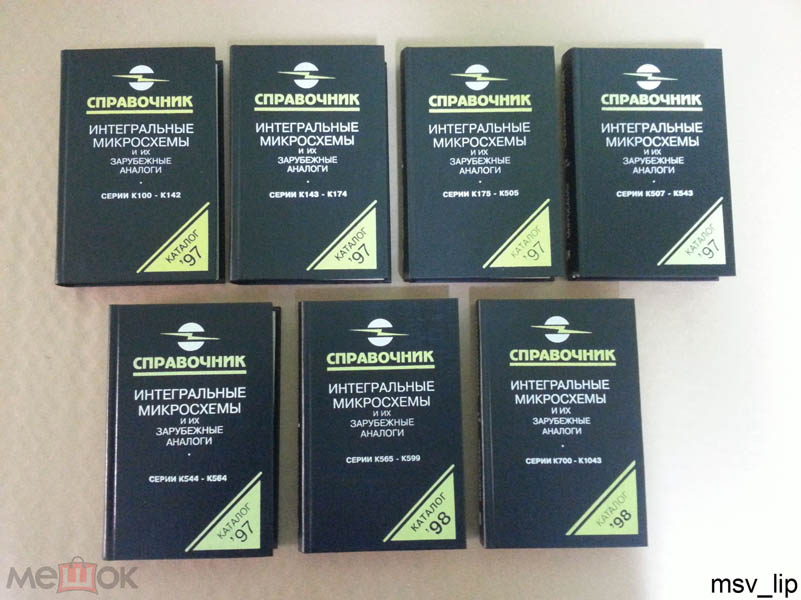 СПРАВОЧНИК
ИНТЕГРАЛЬНЫЕ
МИКРОСХЕМЫ
И ИХ
ЗАРУБЕЖНЫЕ
АНАЛОГИ
СЕРИИ К100 - К142
КАТАЛОГ
'97
СПРАВОЧНИК
ИНТЕГРАЛЬНЫЕ
МИКРОСХЕМЫ
И ИХ
ЗАРУБЕЖНЫЕ
АНАЛОГИ
СЕРИИ К143 - К174
КАТАЛОГ
'97
СПРАВОЧНИК
ИНТЕГРАЛЬНЫЕ
МИКРОСХЕМЫ
И ИХ
ЗАРУБЕЖНЫЕ
АНАЛОГИ
СЕРИИ К175 - К505
КАТАЛОГ
'97
СПРАВОЧНИК
ИНТЕГРАЛЬНЫЕ
МИКРОСХЕМЫ
И ИХ
ЗАРУБЕЖНЫЕ
АНАЛОГИ
СЕРИИ К507 - К543
КАТАЛОГ
'97
СПРАВОЧНИК
ИНТЕГРАЛЬНЫЕ
МИКРОСХЕМЫ
И ИХ
ЗАРУБЕЖНЫЕ
АНАЛОГИ
СЕРИИ К544 - К564
КАТАЛОГ
'97
СПРАВОЧНИК
ИНТЕГРАЛЬНЫЕ
МИКРОСХЕМЫ
И ИХ
ЗАРУБЕЖНЫЕ
АНАЛОГИ
СЕРИИ К565 - К599
КАТАЛОГ
'98
СПРАВОЧНИК
ИНТЕГРАЛЬНЫЕ
МИКРОСХЕМЫ
И ИХ
ЗАРУБЕЖНЫЕ
АНАЛОГИ
СЕРИИ К700 - К1043
КАТАЛОГ
'98
мешок
msv_lip